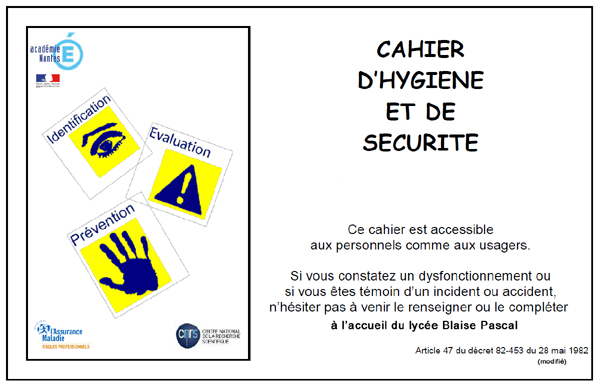 académie
Nantes
Identification
Evaluation
Prévention
l'Assurance
Maladie
RISQUES PROFESSIONNELS
CNRS
CENTRE NATIONAL
DE LA RECHERCHE
SCIENTIFIQUE
CAHIER
D'HYGIENE
ET DE
SECURITE
Ce cahier est accessible
aux personnels comme aux usagers.
Si vous constatez un dysfonctionnement ou
si vous êtes témoin d'un incident ou accident,
n'hésiter pas à venir le renseigner ou le compléter
à l'accueil du lycée Blaise Pascal
Article 47 du décret 82-453 du 28 mai 1982
(modifié)